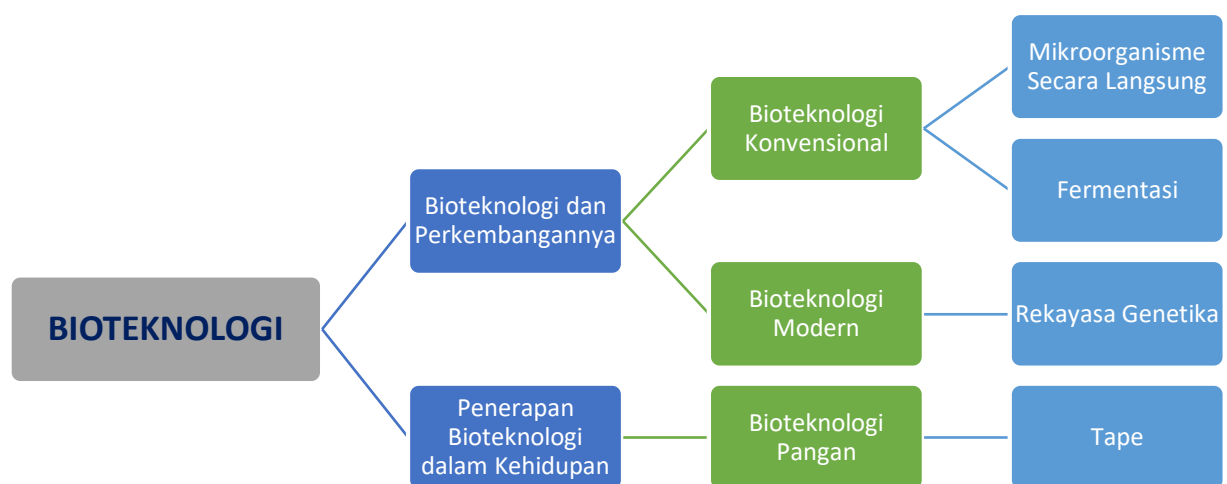 BIOTEKNOLOGI
Bioteknologi dan
Perkembangannya
Bioteknologi
Konvensional
Mikroorganisme
Secara Langsung
Fermentasi
Bioteknologi
Modern
Rekayasa Genetika
Penerapan
Bioteknologi
dalam Kehidupan
Bioteknologi
Pangan
Tape